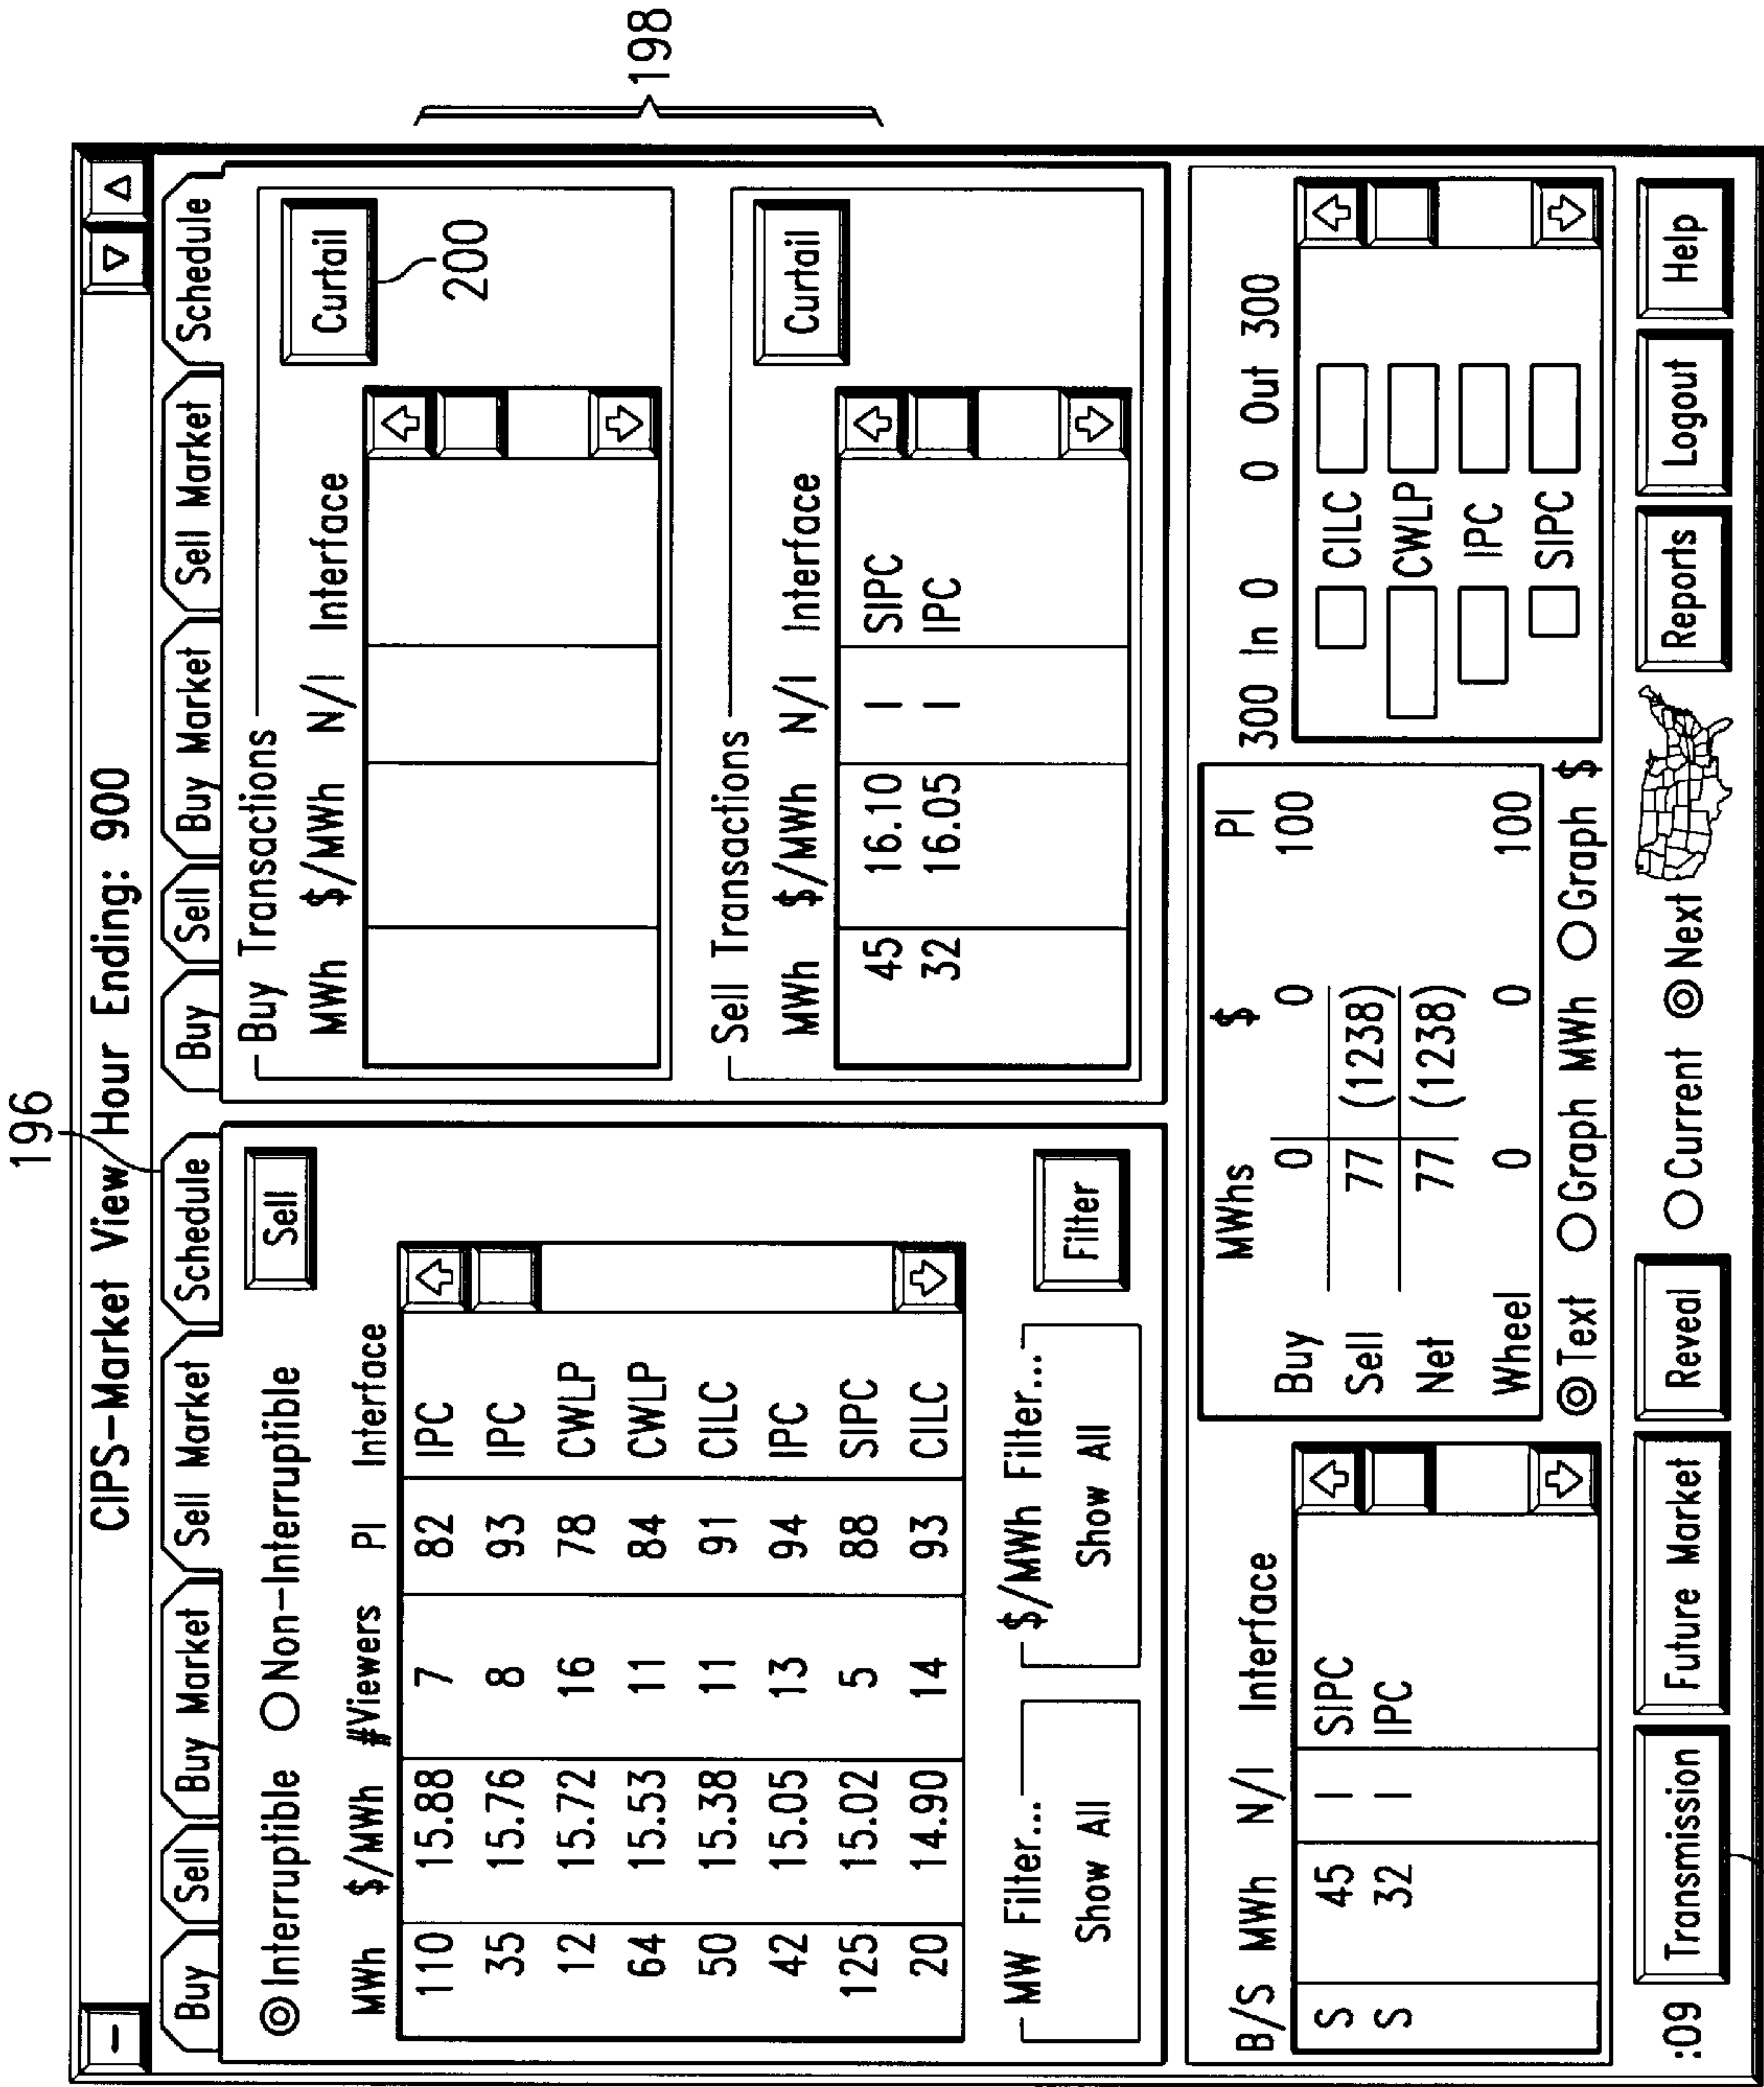 196
CIPS-Market View Hour Ending: 900
Buy Sell Buy Market Sell Market Schedule
Interruptible Non-Interruptible Sell
MWh $/MWh #Viewers PI Interface
110 15.88 7 82 IPC
35 15.76 8 93 IPC
12 15.72 16 78 CWLP
64 15.53 11 84 CWLP
50 15.38 11 91 CILC
42 15.05 13 94 IPC
125 15.02 5 88 SIPC
20 14.90 14 93 CILC
MW Filter... $/MWh Filter... Filter
Show All Show All
Buy Sell Buy Market Sell Market Schedule
Buy Transactions
Curtail
200
MWh $/MWh N/I Interface
Sell Transactions
Curtail
MWh $/MWh N/I Interface
45 16.10 I SIPC
32 16.05 I IPC
198
B/S MWh N/I Interface
S 45 I SIPC
S 32 I IPC
MWhs $ PI
Buy 0 0 100
Sell 77 (1238)
Net 77 (1238)
Wheel 0 0 100
Text Graph MWh Graph $
300 In 0 0 Out 300
CILC
CWLP
IPC
SIPC
:09 Transmission Future Market Reveal Current Next Reports Logout Help